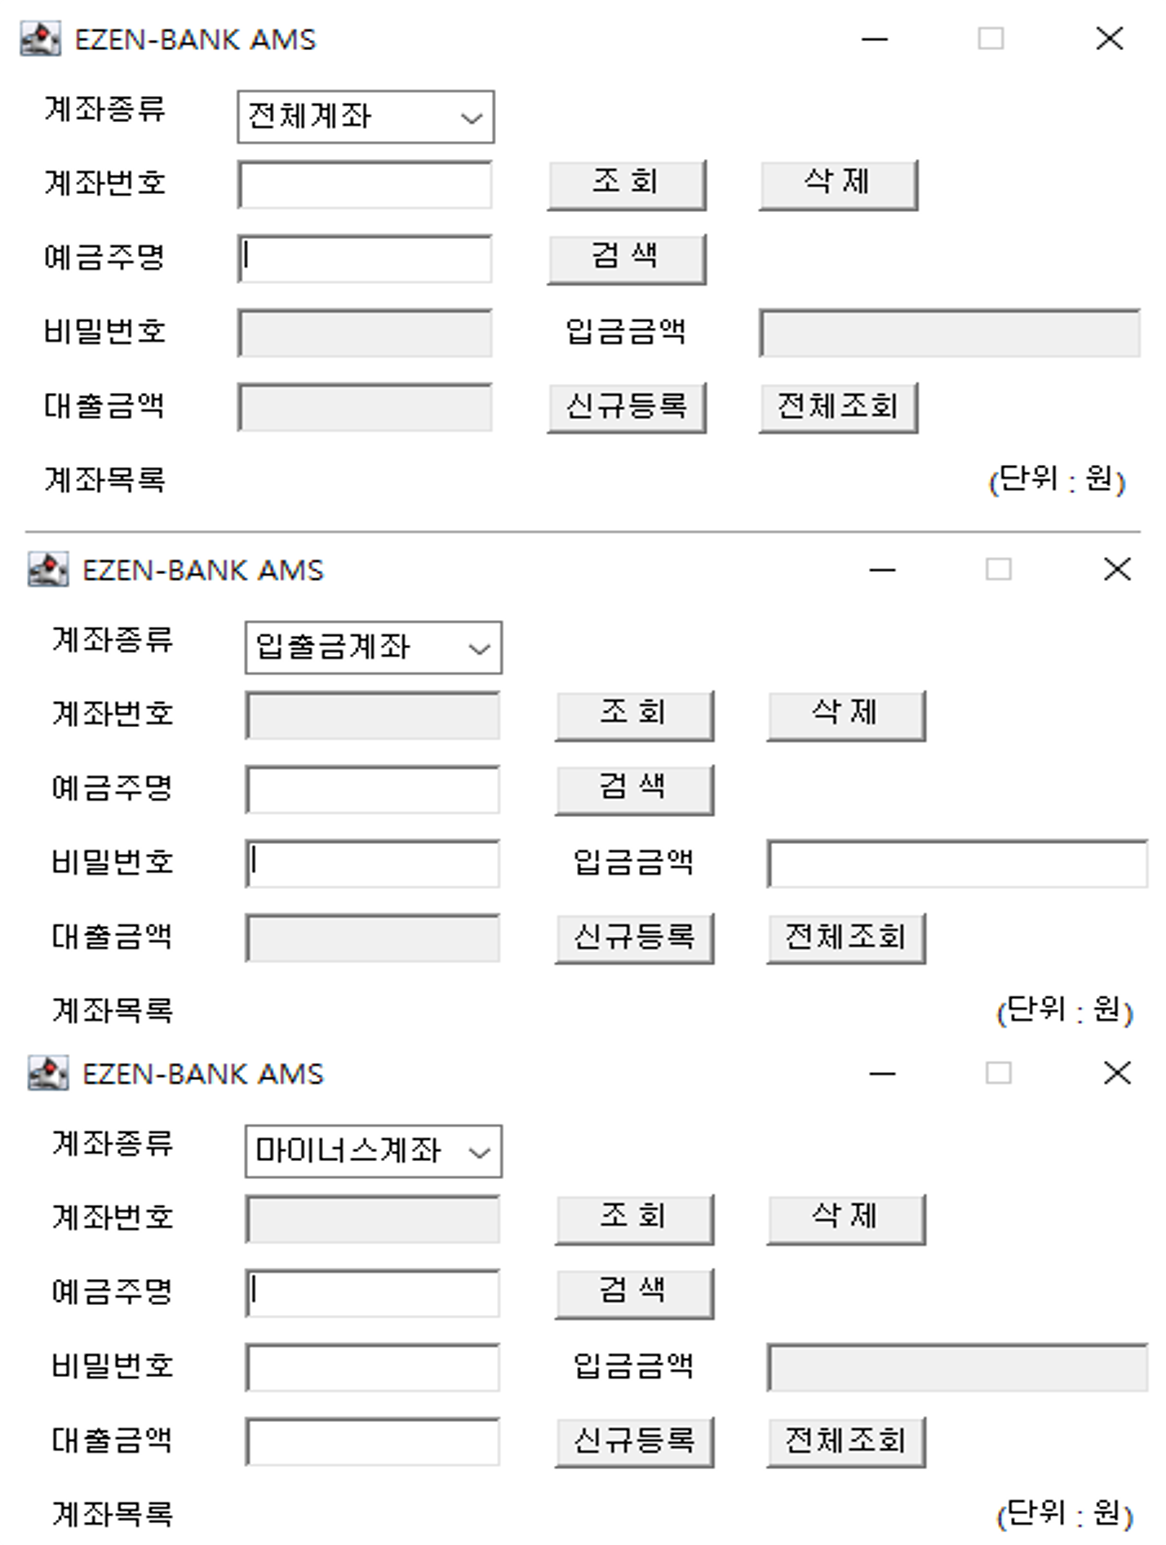 EZEN-BANK AMS
계좌종류 전체계좌
계좌번호 조 회 삭 제
예금주명 검 색
비밀번호 입금금액
대출금액 신규등록 전체조회
계좌목록 (단위 : 원)
EZEN-BANK AMS
계좌종류 입출금계좌
계좌번호 조 회 삭 제
예금주명 검 색
비밀번호 입금금액
대출금액 신규등록 전체조회
계좌목록 (단위 : 원)
EZEN-BANK AMS
계좌종류 마이너스계좌
계좌번호 조 회 삭 제
예금주명 검 색
비밀번호 입금금액
대출금액 신규등록 전체조회
계좌목록 (단위 : 원)